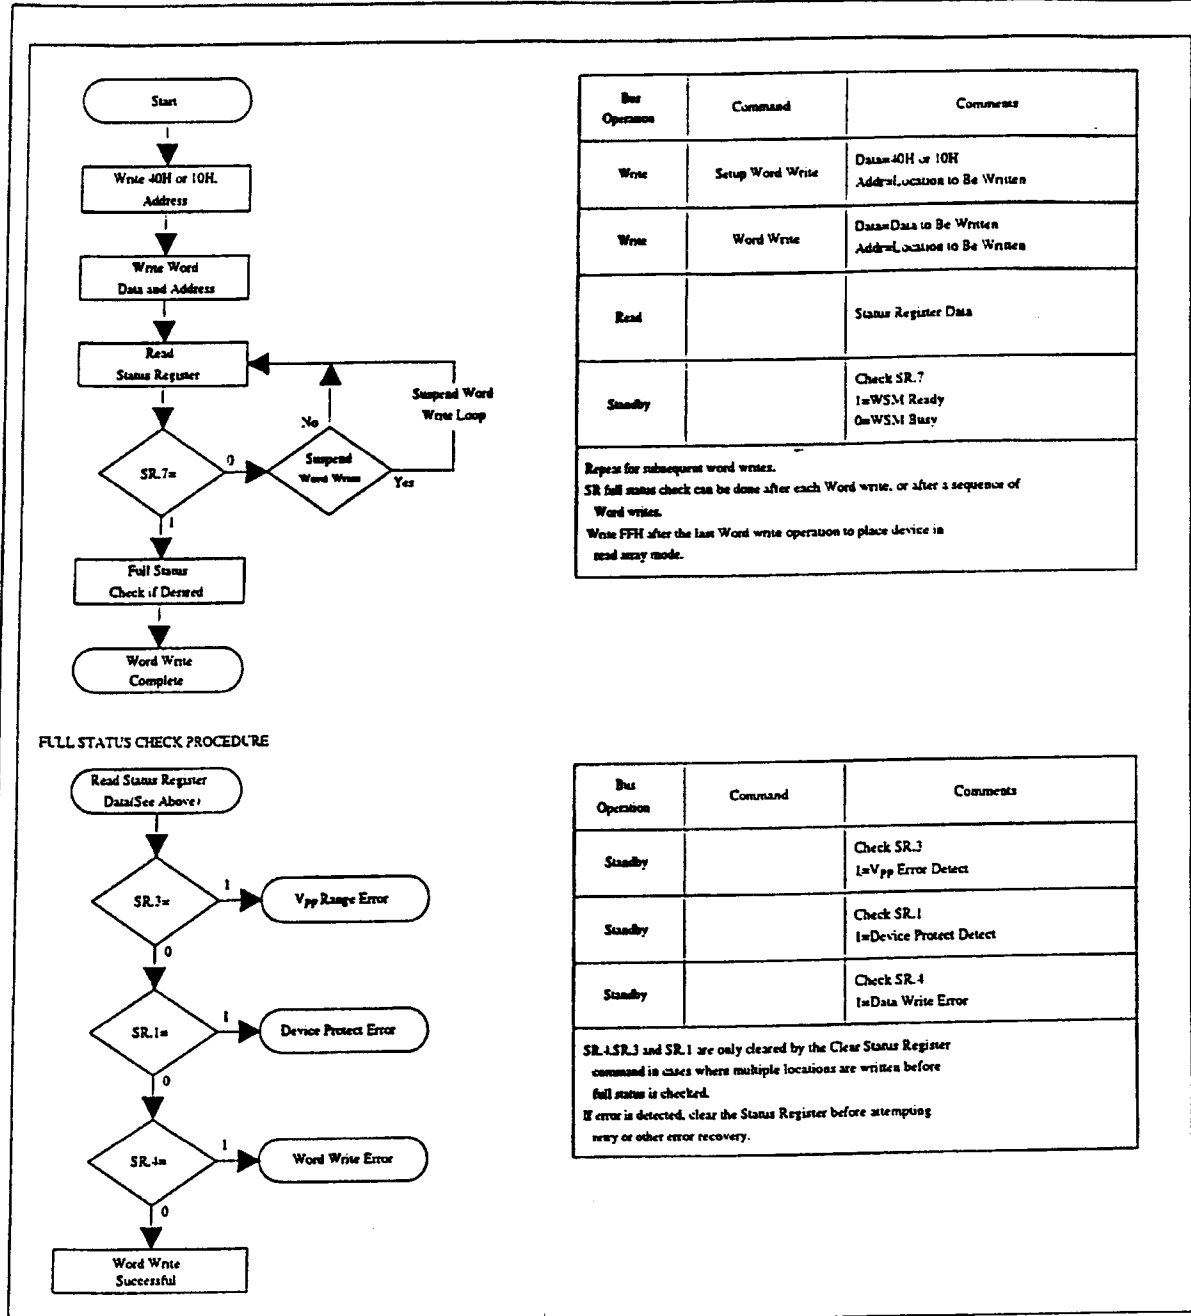 Start
Write 40H or 10H.
Address
Write Word
Data and Address
Read
Status Register
Suspend Word
Write Loop
No
SR.7=
0
Suspend
Word Write
Yes
1
Full Status
Check if Desired
Word Write
Complete
Bus
Operation
Command
Comments
Write
Setup Word Write
Data=40H or 10H
Addr=Location to Be Written
Write
Word Write
Data=Data to Be Written
Addr=Location to Be Written
Read
Status Register Data
Standby
Check SR.7
1=WSM Ready
0=WSM Busy
Repeat for subsequent word writes.
SR full status check can be done after each Word write, or after a sequence of
Word writes.
Write FFH after the last Word write operation to place device in
read array mode.
FULL STATUS CHECK PROCEDURE
Read Status Register
Data(See Above)
SR.3=
1
Vpp Range Error
0
SR.1=
1
Device Protect Error
0
SR.4=
1
Word Write Error
0
Word Write
Successful
Bus
Operation
Command
Comments
Standby
Check SR.3
1=Vpp Error Detect
Standby
Check SR.1
1=Device Protect Detect
Standby
Check SR.4
1=Data Write Error
SR.4,SR.3 and SR.1 are only cleared by the Clear Status Register
command in cases where multiple locations are written before
full status is checked.
If error is detected, clear the Status Register before attempting
retry or other error recovery.